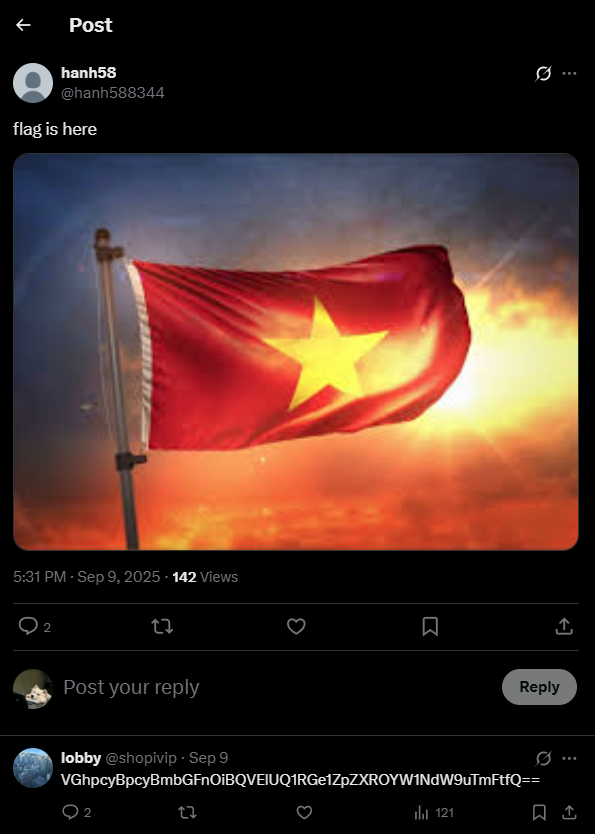 Post
hanh58
@hanh588344
flag is here
5:31 PM · Sep 9, 2025 · 142 Views
2
Post your reply
Reply
lobby @shopivip · Sep 9
VGhpcyBpcyBmbGFnOiBQVElUQ1RGe1ZpZXROYW1NdW9uTmFtfQ==
2 121